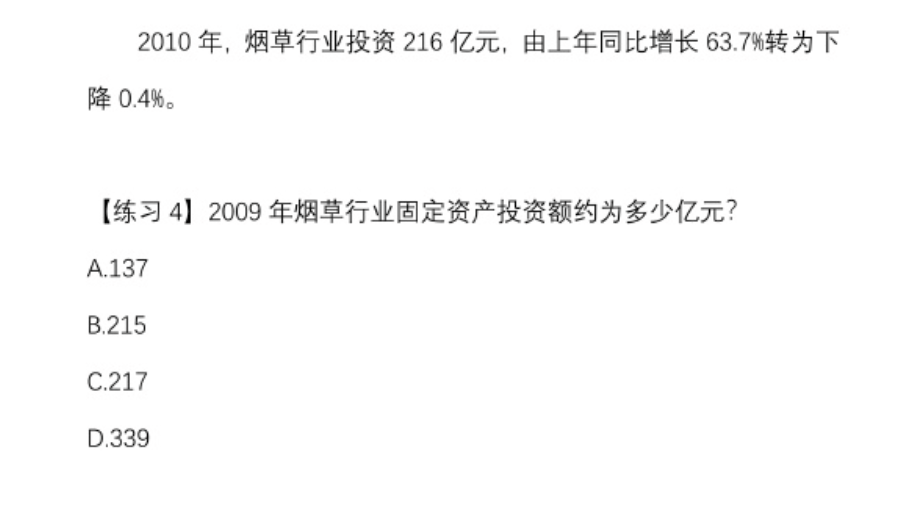 2010 年，烟草行业投资 216 亿元，由上年同比增长 63.7%转为下
降 0.4%。
【练习 4】2009 年烟草行业固定资产投资额约为多少亿元？
A.137
B.215
C.217
D.339